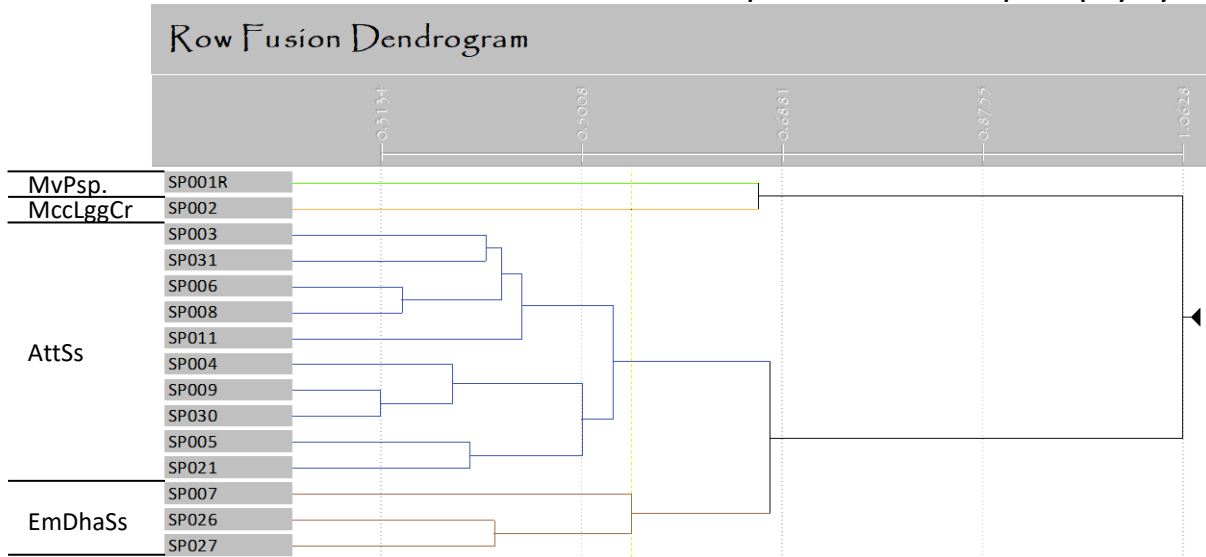 Row Fusion Dendrogram
0.3134
0.5008
0.6881
0.8755
1.0628
MvPsp.
SP001R
MccLggCr
SP002
AttSs
SP003
SP031
SP006
SP008
SP011
SP004
SP009
SP030
SP005
SP021
EmDhaSs
SP007
SP026
SP027